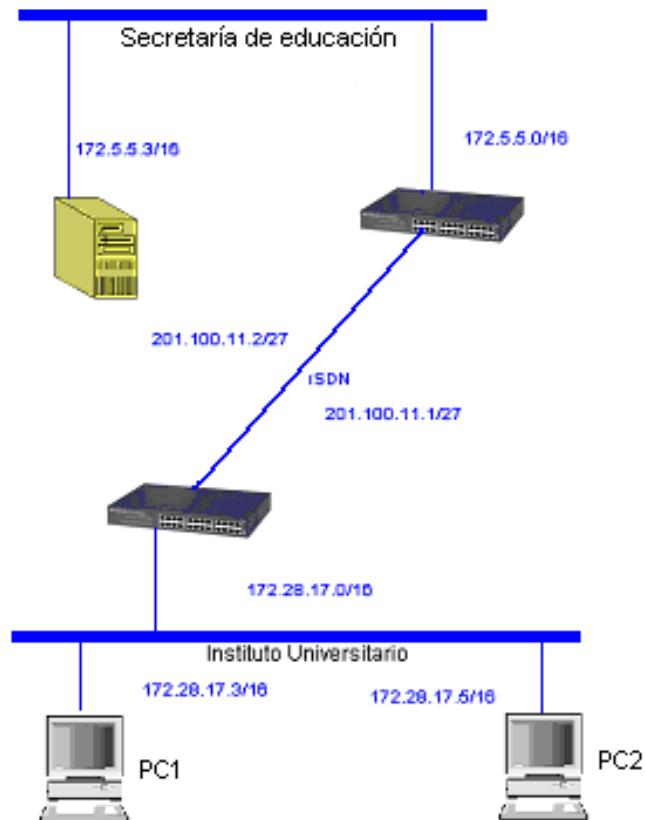 Secretaría de educación
172.5.5.3/16
172.5.5.0/16
201.100.11.2/27
ISDN
201.100.11.1/27
172.28.17.0/16
Instituto Universitario
172.28.17.3/16
172.28.17.5/16
PC1
PC2